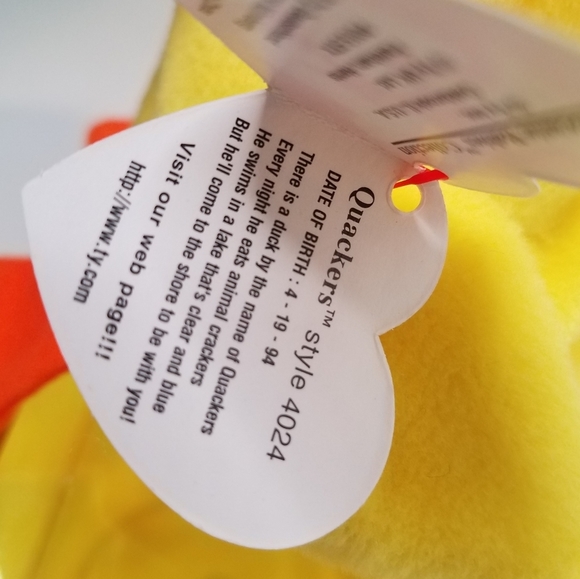 Quackers™ style 4024
DATE OF BIRTH : 4 - 19 - 94
There is a duck by the name of Quackers
Every night he eats animal crackers
He swims in a lake that's clear and blue
But he'll come to the shore to be with you!
Visit our web page!!!
http://www.ty.com